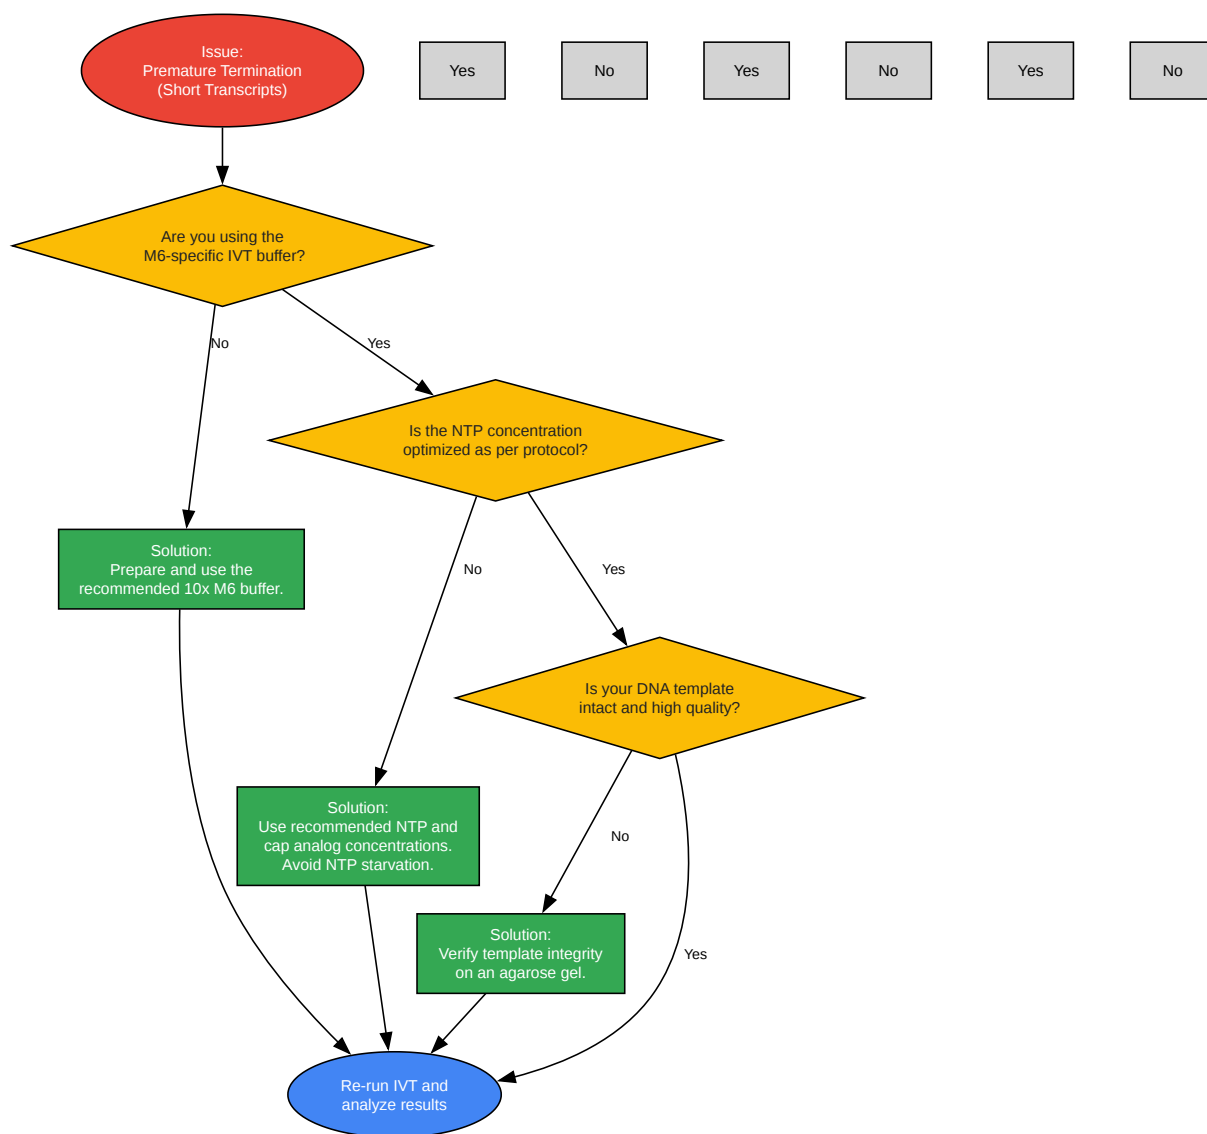 Issue:
Premature Termination
(Short Transcripts)
Yes
No
Yes
No
Yes
No
Are you using the
M6-specific IVT buffer?
No
Yes
Is the NTP concentration
optimized as per protocol?
Solution:
Prepare and use the
recommended 10x M6 buffer.
No
Yes
Is your DNA template
intact and high quality?
Solution:
Use recommended NTP and
cap analog concentrations.
Avoid NTP starvation.
No
Solution:
Verify template integrity
on an agarose gel.
Yes
Re-run IVT and
analyze results